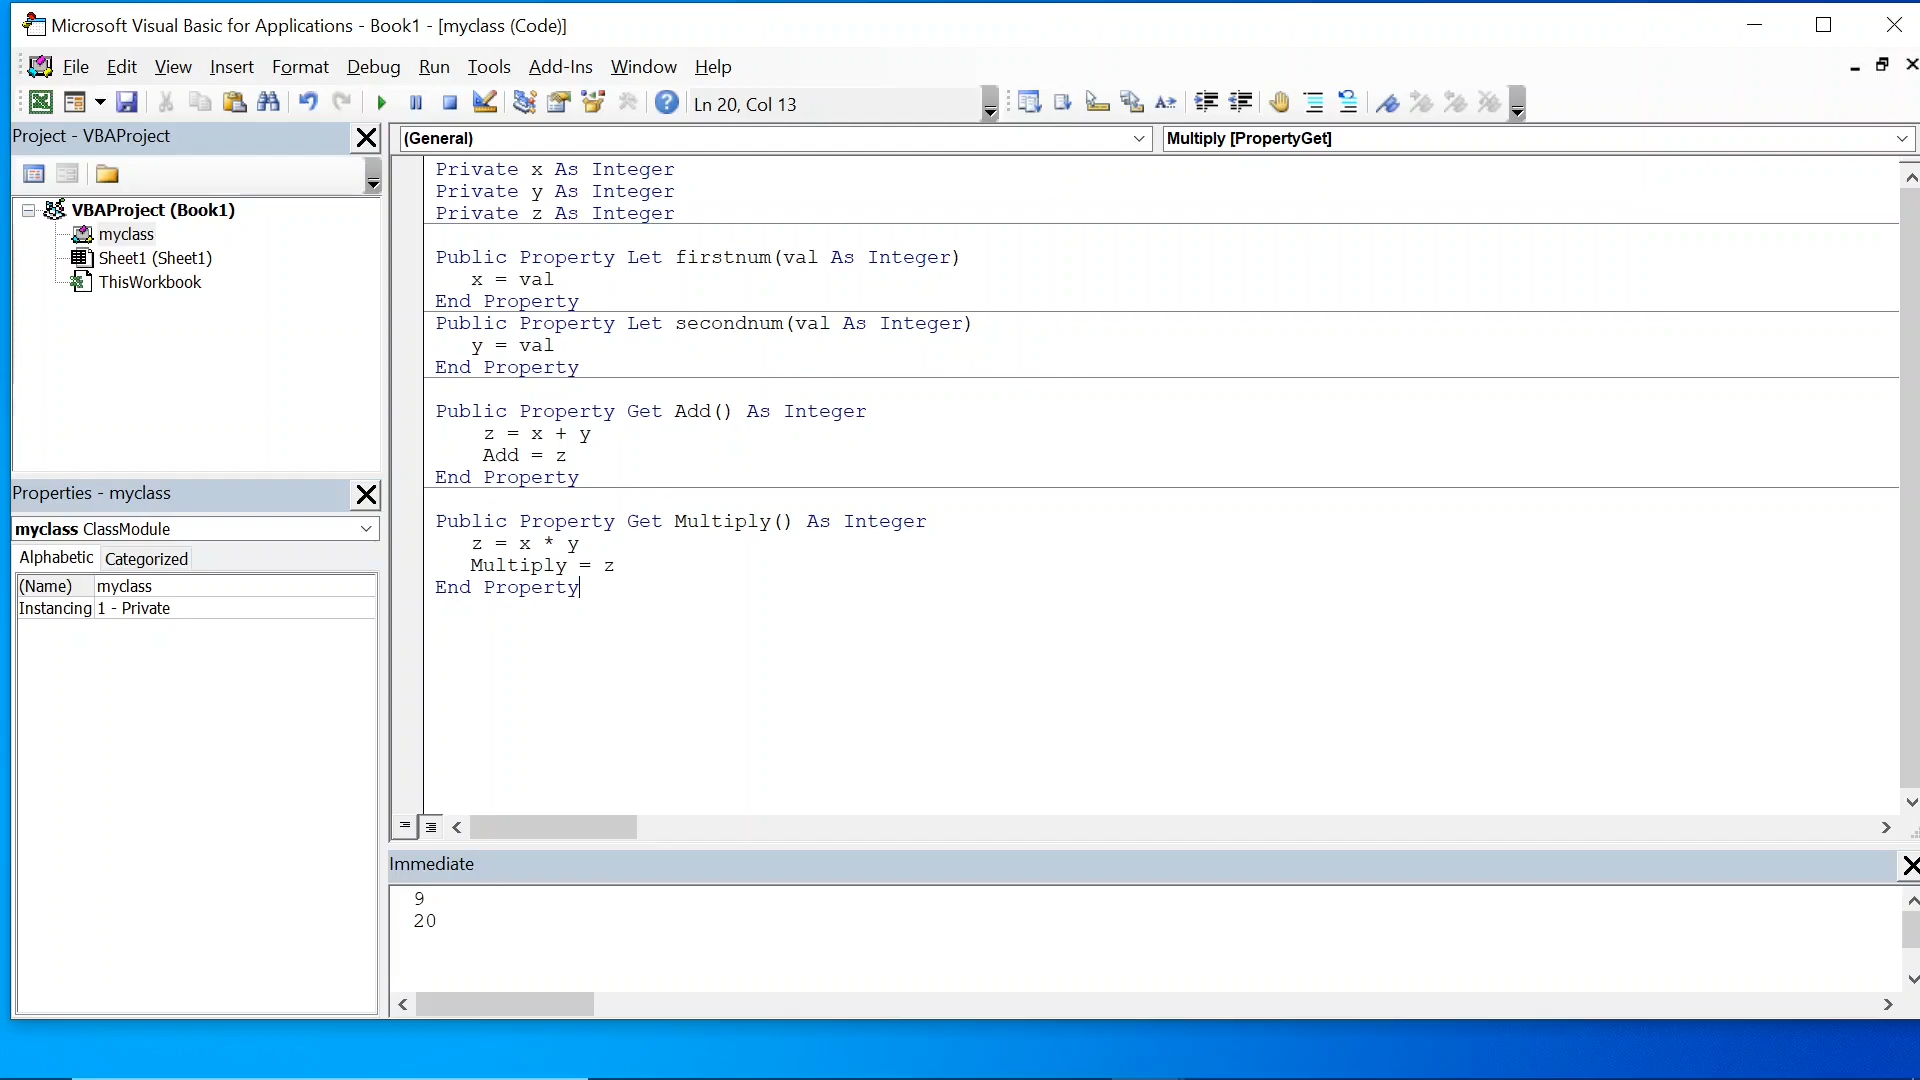 Microsoft Visual Basic for Applications - Book1 - [myclass (Code)]
File Edit View Insert Format Debug Run Tools Add-Ins Window Help
Ln 20, Col 13
Project - VBAProject
VBAProject (Book1)
myclass
Sheet1 (Sheet1)
ThisWorkbook
Properties - myclass
myclass ClassModule
Alphabetic Categorized
(Name) myclass
Instancing 1 - Private
(General) Multiply [PropertyGet]
Private x As Integer
Private y As Integer
Private z As Integer
Public Property Let firstnum(val As Integer)
x = val
End Property
Public Property Let secondnum(val As Integer)
y = val
End Property
Public Property Get Add() As Integer
z = x + y
Add = z
End Property
Public Property Get Multiply() As Integer
z = x * y
Multiply = z
End Property
Immediate
9
20